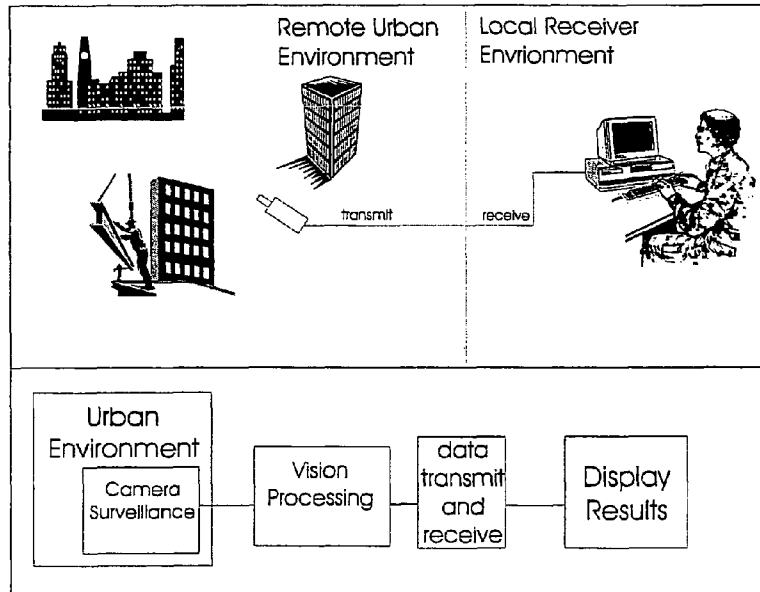 Remote Urban
Environment
Local Receiver
Envrionment
transmit
receive
Urban
Environment
Camera
Surveillance
Vision
Processing
data
transmit
and
receive
Display
Results